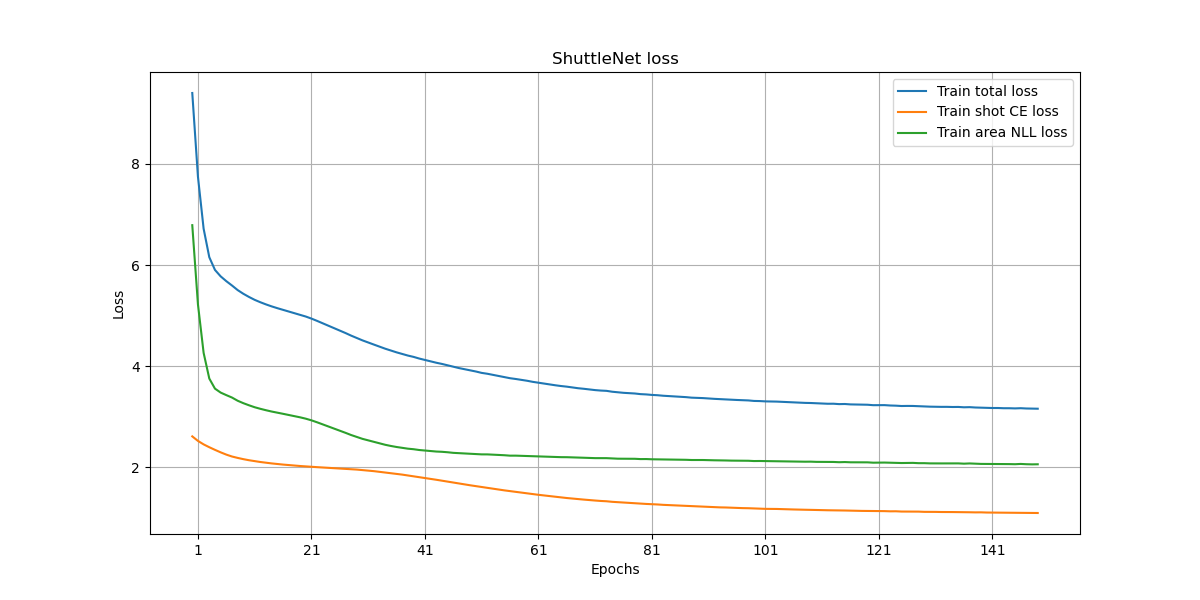 ShuttleNet loss
Train total loss
Train shot CE loss
Train area NLL loss
8
6
4
2
Loss
1 21 41 61 81 101 121 141
Epochs